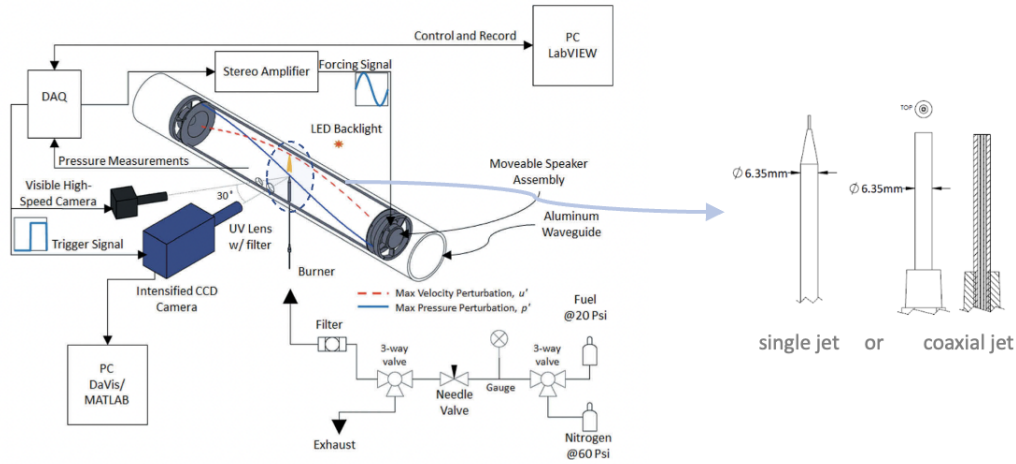 Control and Record
PC
LabVIEW
DAQ
Stereo Amplifier
Forcing Signal
LED Backlight
Pressure Measurements
Visible High-
Speed Camera
30°
Trigger Signal
UV Lens
w/ filter
Intensified CCD
Camera
Burner
Moveable Speaker
Assembly
Aluminum
Waveguide
Max Velocity Perturbation, u'
Max Pressure Perturbation, p'
Filter
3-way
valve
Needle
Valve
Gauge
3-way
valve
Fuel
@20 Psi
Nitrogen
@60 Psi
Exhaust
PC
DaVis/
MATLAB
TOP
Ø 6.35mm
Ø 6.35mm
single jet or coaxial jet